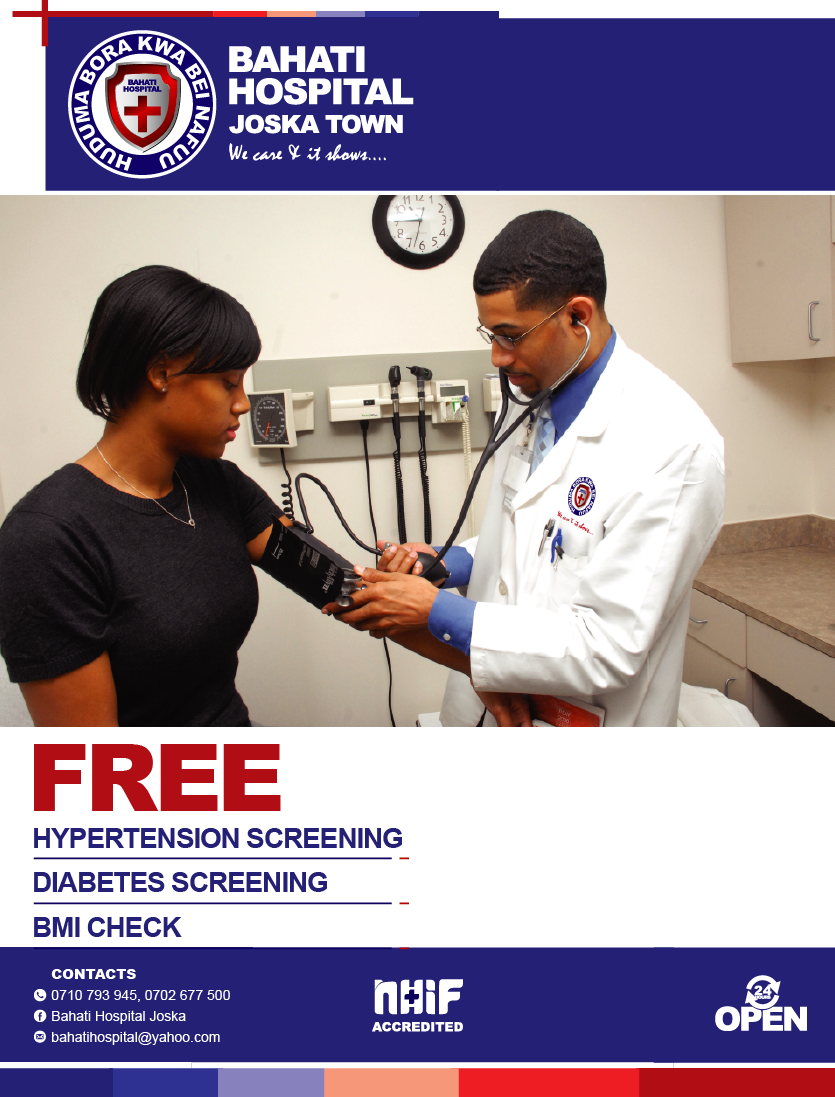 HUDUMA BORA KWA BEI NAFUU
BAHATI
HOSPITAL
BAHATI
HOSPITAL
JOSKA TOWN
We care & it shows....
FREE
HYPERTENSION SCREENING
DIABETES SCREENING
BMI CHECK
CONTACTS
0710 793 945, 0702 677 500
Bahati Hospital Joska
bahatihospital@yahoo.com
NHIF
ACCREDITED
24
HOURS
OPEN